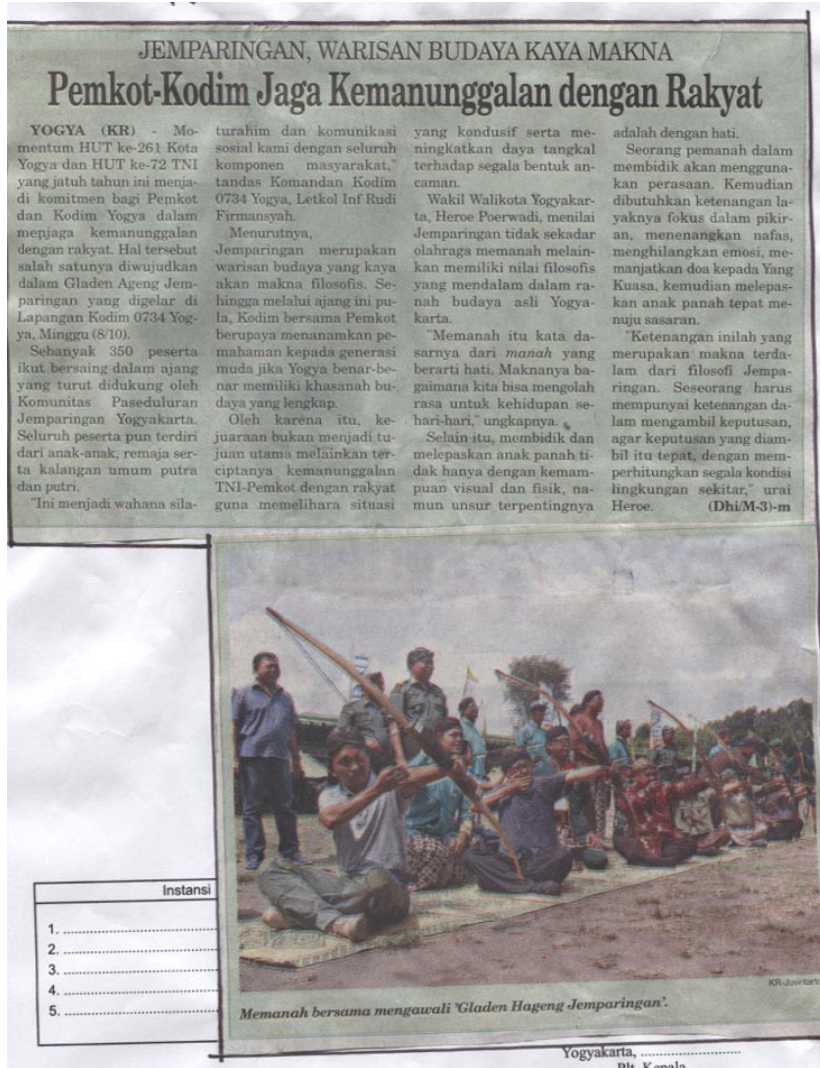 JEMPARINGAN, WARISAN BUDAYA KAYA MAKNA
Pemkot-Kodim Jaga Kemanunggalan dengan Rakyat
YOGYA (KR) - Mo-
mentum HUT ke-261 Kota
Yogya dan HUT ke-72 TNI
yang jatuh tahun ini menja-
di komitmen bagi Pemkot
dan Kodim Yogya dalam
menjaga kemanunggalan
dengan rakyat. Hal tersebut
salah satunya diwujudkan
dalam Gladen Ageng Jem-
paringan yang digelar di
Lapangan Kodim 0734 Yog-
ya, Minggu (8/10).
Sebanyak 350 peserta
ikut bersaing dalam ajang
yang turut didukung oleh
Komunitas Paseduluran
Jemparingan Yogyakarta.
Seluruh peserta pun terdiri
dari anak-anak, remaja ser-
ta kalangan umum putra
dan putri.
"Ini menjadi wahana sila-
turahim dan komunikasi
sosial kami dengan seluruh
komponen masyarakat,"
tandas Komandan Kodim
0734 Yogya, Letkol Inf Rudi
Firmansyah.
Menurutnya,
Jemparingan merupakan
warisan budaya yang kaya
akan makna filosofis. Se-
hingga melalui ajang ini pu-
la, Kodim bersama Pemkot
berupaya menanamkan pe-
mahaman kepada generasi
muda jika Yogya benar-be-
nar memiliki khasanah bu-
daya yang lengkap.
Oleh karena itu, ke-
juaraan bukan menjadi tu-
juan utama melainkan ter-
ciptanya kemanunggalan
TNI-Pemkot dengan rakyat
guna memelihara situasi
yang kondusif serta me-
ningkatkan daya tangkal
terhadap segala bentuk an-
caman.
Wakil Walikota Yogyakar-
ta, Heroe Poerwadi, menilai
Jemparingan tidak sekadar
olahraga memanah melain-
kan memiliki nilai filosofis
yang mendalam dalam ra-
nah budaya asli Yogya-
karta.
"Memanah itu kata da-
sarnya dari manah yang
berarti hati. Maknanya ba-
gaimana kita bisa mengolah
rasa untuk kehidupan se-
hari-hari," ungkapnya.
Selain itu, membidik dan
melepaskan anak panah ti-
dak hanya dengan kemam-
puan visual dan fisik, na-
mun unsur terpentingnya
adalah dengan hati.
Seorang pemanah dalam
membidik akan mengguna-
kan perasaan. Kemudian
dibutuhkan ketenangan la-
yaknya fokus dalam pikir-
an, menenangkan nafas,
menghilangkan emosi, me-
manjatkan doa kepada Yang
Kuasa, kemudian melepas-
kan anak panah tepat me-
nuju sasaran.
"Ketenangan inilah yang
merupakan makna terda-
lam dari filosofi Jempa-
ringan. Seseorang harus
mempunyai ketenangan da-
lam mengambil keputusan,
agar keputusan yang diam-
bil itu tepat, dengan mem-
perhitungkan segala kondisi
lingkungan sekitar," urai
Heroe. (Dhi/M-3)-m
KR-Juvintarto
Memanah bersama mengawali 'Gladen Hageng Jemparingan'.
Instansi
1. ..........
2. ..........
3. ..........
4. ..........
5. ..........
Yogyakarta, ..........
Plt. Kepala